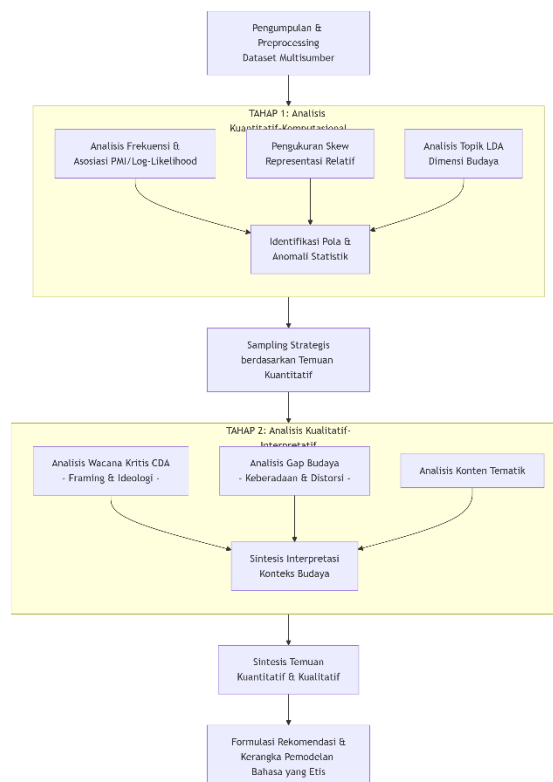 Pengumpulan &
Preprocessing
Dataset Multisumber
TAHAP 1: Analisis
Kuantitatif-Komputasional
Analisis Frekuensi &
Asosiasi PMI/Log-Likelihood
Pengukuran Skew
Representasi Relatif
Analisis Topik LDA
Dimensi Budaya
Identifikasi Pola &
Anomali Statistik
Sampling Strategis
berdasarkan Temuan
Kuantitatif
TAHAP 2: Analisis Kualitatif-
Interpretatif
Analisis Wacana Kritis CDA
- Framing & Ideologi -
Analisis Gap Budaya
- Keberadaan & Distorsi -
Analisis Konten Tematik
Sintesis Interpretasi
Konteks Budaya
Sintesis Temuan
Kuantitatif & Kualitatif
Formulasi Rekomendasi &
Kerangka Pemodelan
Bahasa yang Etis